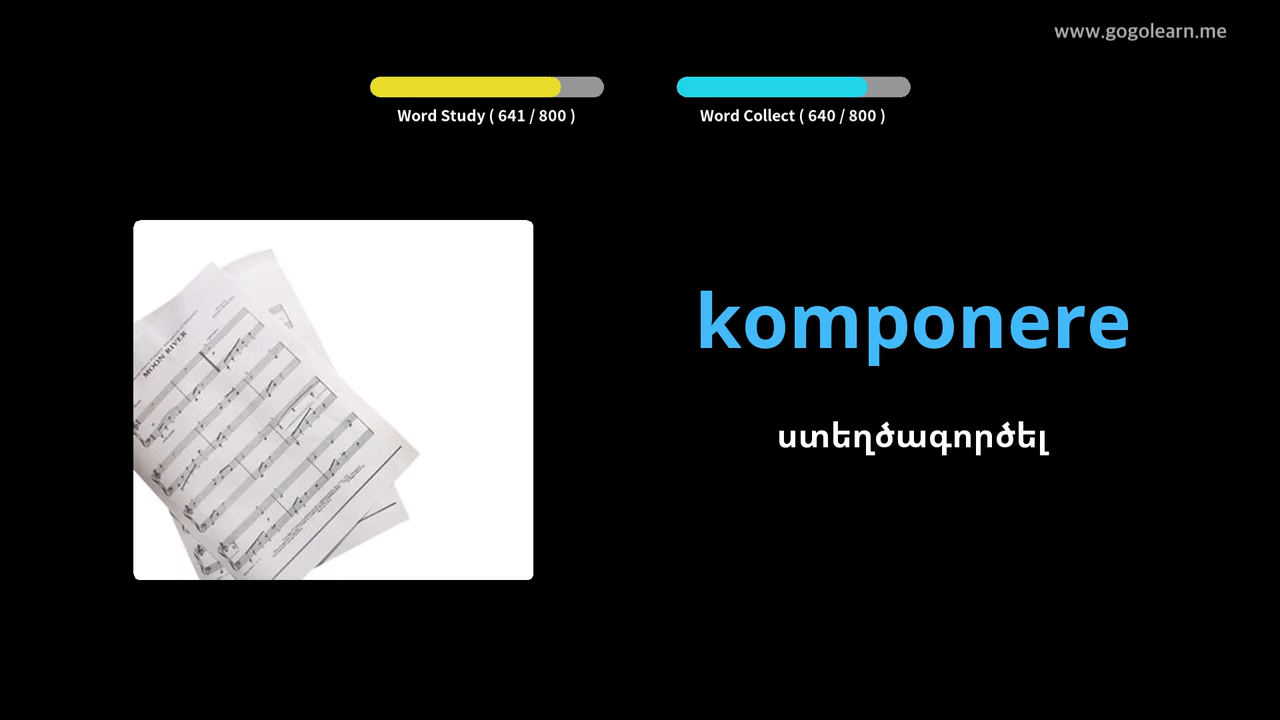 www.gogolearn.me
Word Study ( 641 / 800 )
Word Collect ( 640 / 800 )
MOON RIVER
komponere
ստեղծագործել